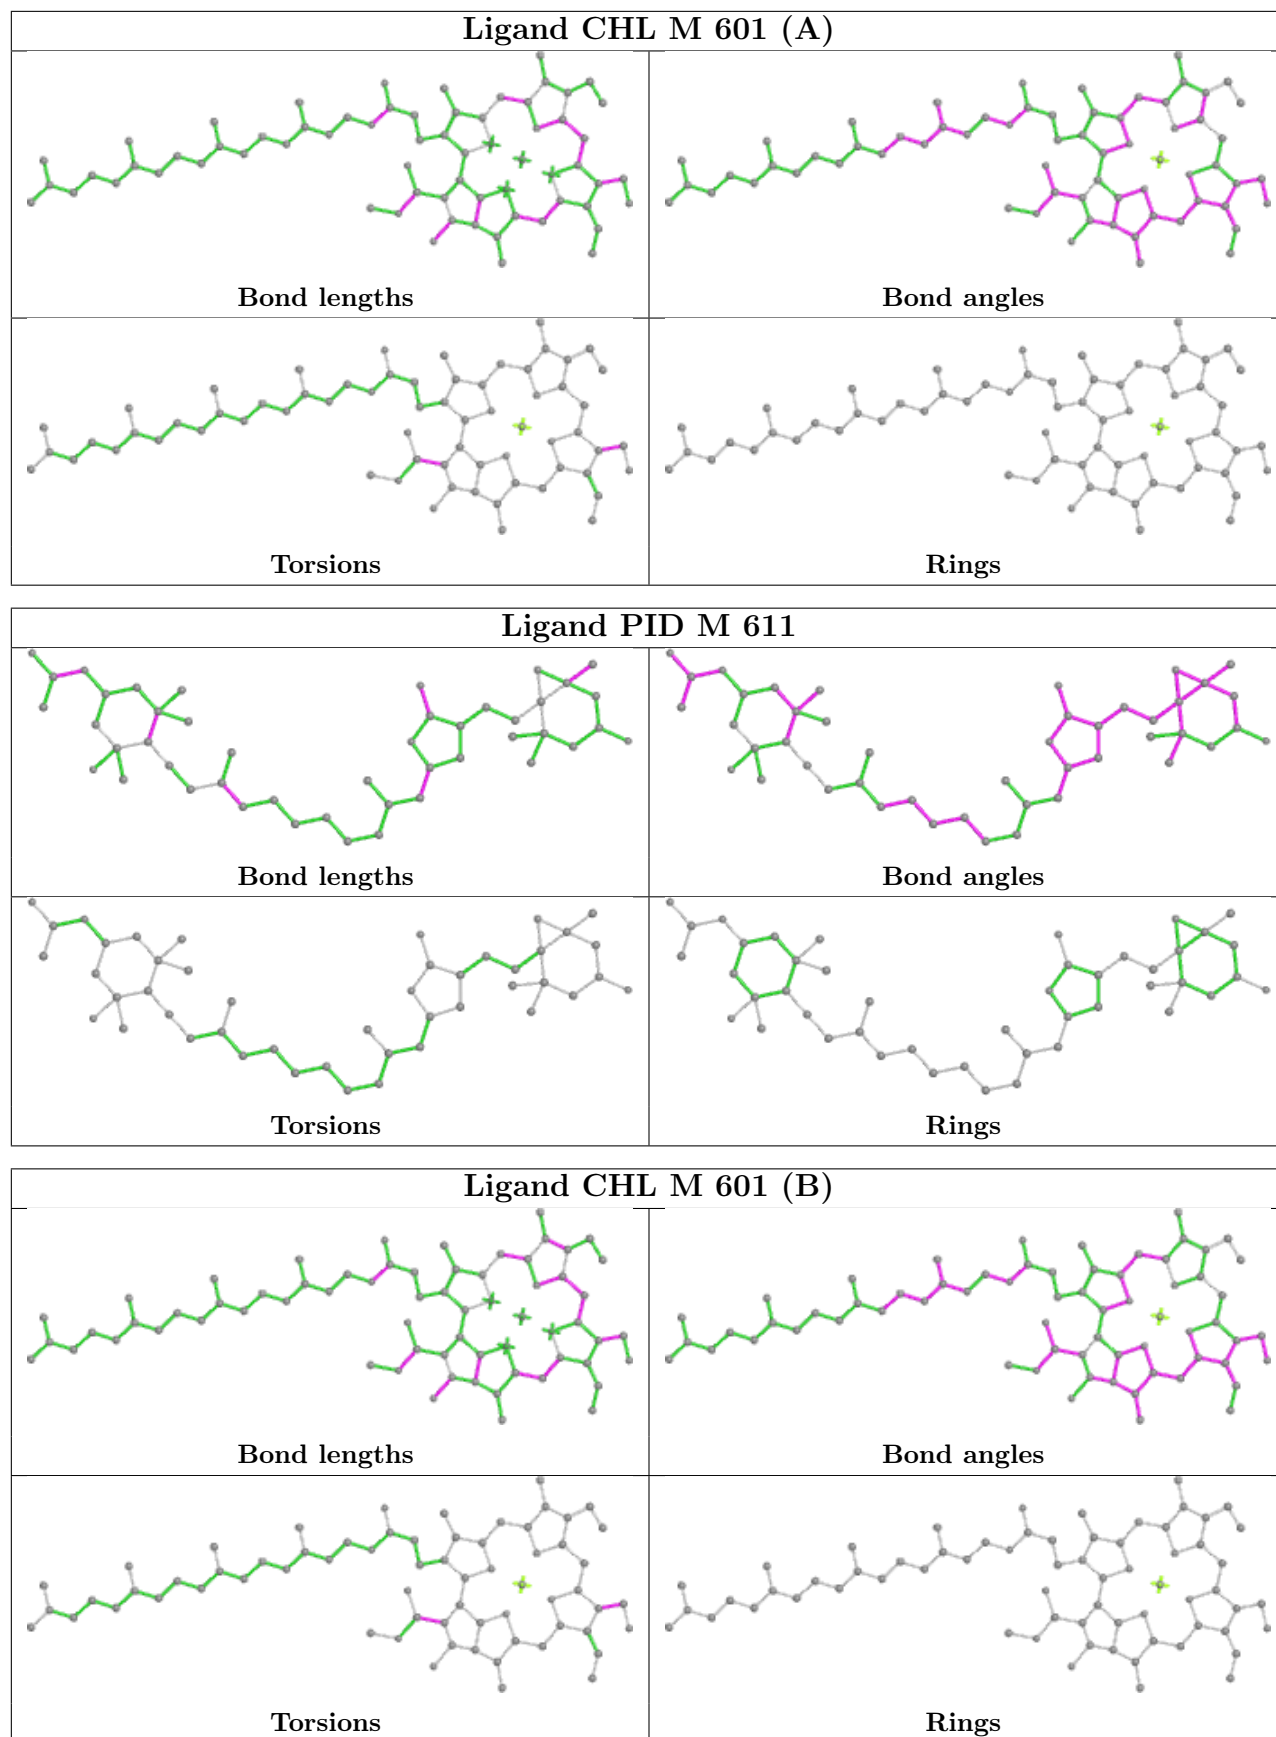 Ligand CHL M 601 (A)
Bond lengths
Bond angles
Torsions
Rings
Ligand PID M 611
Bond lengths
Bond angles
Torsions
Rings
Ligand CHL M 601 (B)
Bond lengths
Bond angles
Torsions
Rings